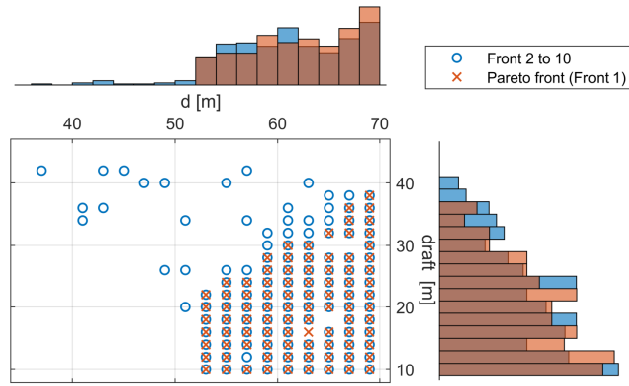 Front 2 to 10
Pareto front (Front 1)
d [m]
40 50 60 70
40
30
20
10
draft [m]